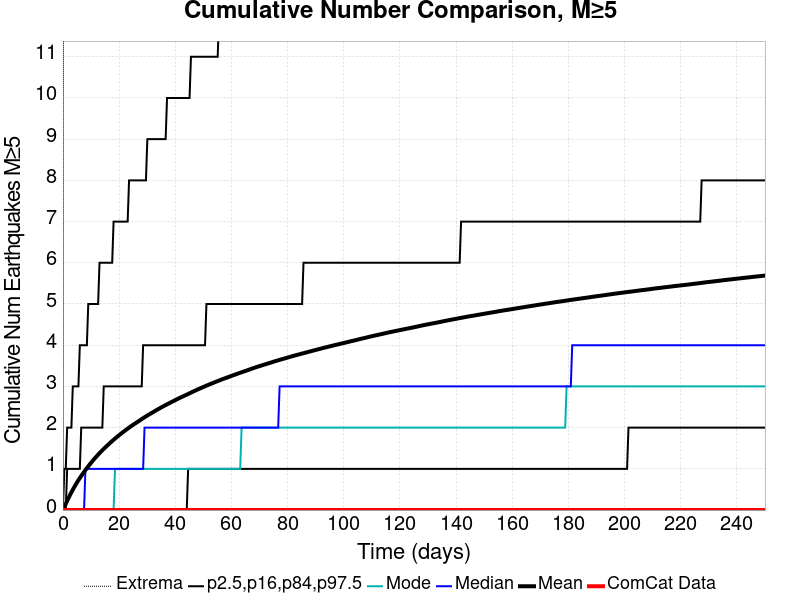 Cumulative Number Comparison, M≥5
Cumulative Num Earthquakes M≥5
11
10
9
8
7
6
5
4
3
2
1
0
0 20 40 60 80 100 120 140 160 180 200 220 240
Time (days)
Extrema p2.5,p16,p84,p97.5 Mode Median Mean ComCat Data